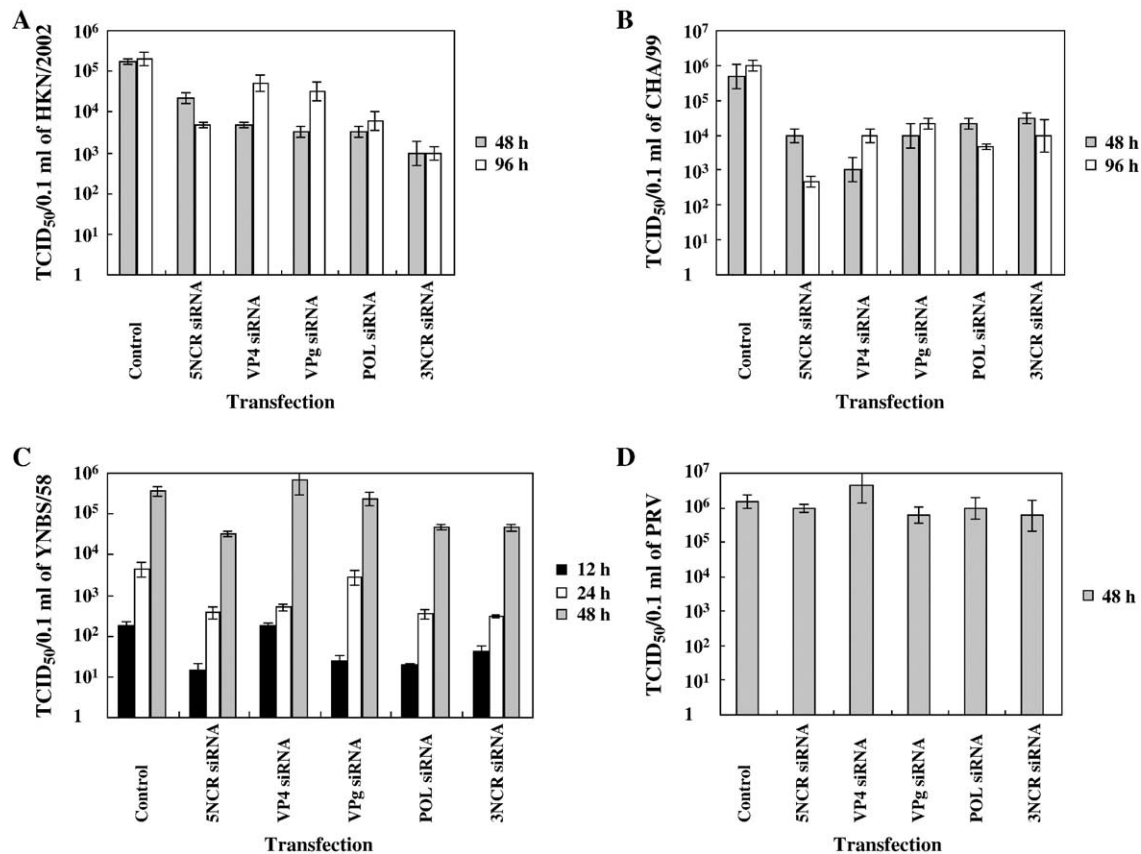 A
TCID50/0.1 ml of HKN/2002
10^6
10^5
10^4
10^3
10^2
10^1
1
Control
5NCR siRNA
VP4 siRNA
VPg siRNA
POL siRNA
3NCR siRNA
Transfection
48 h
96 h
B
TCID50/0.1 ml of CHA/99
10^7
10^6
10^5
10^4
10^3
10^2
10^1
1
Control
5NCR siRNA
VP4 siRNA
VPg siRNA
POL siRNA
3NCR siRNA
Transfection
48 h
96 h
C
TCID50/0.1 ml of YNBS/58
10^6
10^5
10^4
10^3
10^2
10^1
1
Control
5NCR siRNA
VP4 siRNA
VPg siRNA
POL siRNA
3NCR siRNA
Transfection
12 h
24 h
48 h
D
TCID50/0.1 ml of PRV
10^7
10^6
10^5
10^4
10^3
10^2
10^1
1
Control
5NCR siRNA
VP4 siRNA
VPg siRNA
POL siRNA
3NCR siRNA
Transfection
48 h